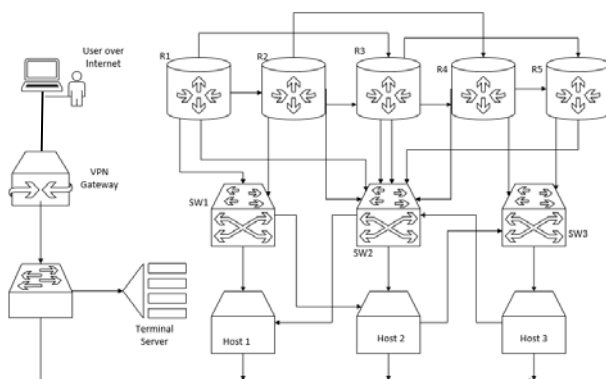 User over
Internet
VPN
Gateway
Terminal
Server
R1
R2
R3
R4
R5
SW1
SW2
SW3
Host 1
Host 2
Host 3